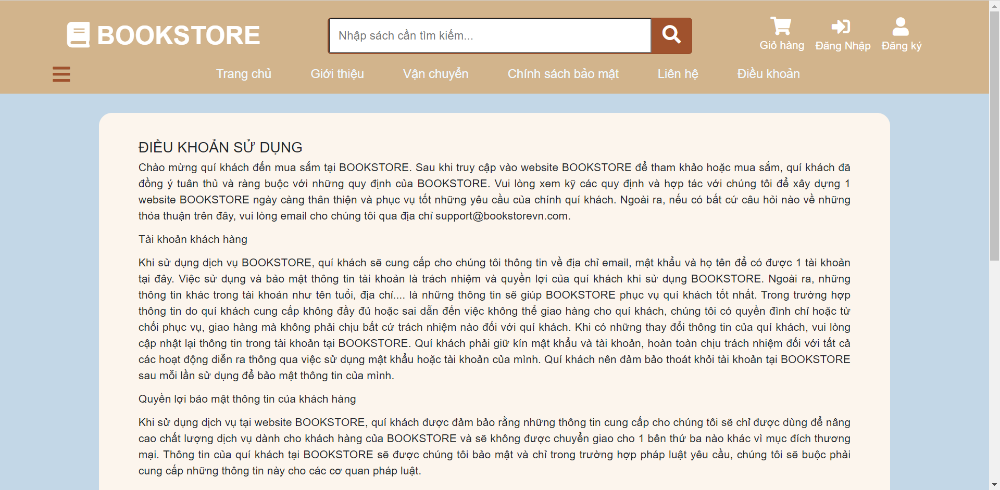 BOOKSTORE
Nhập sách cần tìm kiếm...
Giỏ hàng
Đăng Nhập
Đăng ký
Trang chủ
Giới thiệu
Vận chuyển
Chính sách bảo mật
Liên hệ
Điều khoản
ĐIỀU KHOẢN SỬ DỤNG
Chào mừng quí khách đến mua sắm tại BOOKSTORE. Sau khi truy cập vào website BOOKSTORE để tham khảo hoặc mua sắm, quí khách đã
đồng ý tuân thủ và ràng buộc với những quy định của BOOKSTORE. Vui lòng xem kỹ các quy định và hợp tác với chúng tôi để xây dựng 1
website BOOKSTORE ngày càng thân thiện và phục vụ tốt những yêu cầu của chính quí khách. Ngoài ra, nếu có bất cứ câu hỏi nào về những
thỏa thuận trên đây, vui lòng email cho chúng tôi qua địa chỉ support@bookstorevn.com.
Tài khoản khách hàng
Khi sử dụng dịch vụ BOOKSTORE, quí khách sẽ cung cấp cho chúng tôi thông tin về địa chỉ email, mật khẩu và họ tên để có được 1 tài khoản
tại đây. Việc sử dụng và bảo mật thông tin tài khoản là trách nhiệm và quyền lợi của quí khách khi sử dụng BOOKSTORE. Ngoài ra, những
thông tin khác trong tài khoản như tên tuổi, địa chỉ.... là những thông tin sẽ giúp BOOKSTORE phục vụ quí khách tốt nhất. Trong trường hợp
thông tin do quí khách cung cấp không đầy đủ hoặc sai dẫn đến việc không thể giao hàng cho quí khách, chúng tôi có quyền đình chỉ hoặc từ
chối phục vụ, giao hàng mà không phải chịu bất cứ trách nhiệm nào đối với quí khách. Khi có những thay đổi thông tin của quí khách, vui lòng
cập nhật lại thông tin trong tài khoản tại BOOKSTORE. Quí khách phải giữ kín mật khẩu và tài khoản, hoàn toàn chịu trách nhiệm đối với tất cả
các hoạt động diễn ra thông qua việc sử dụng mật khẩu hoặc tài khoản của mình. Quí khách nên đảm bảo thoát khỏi tài khoản tại BOOKSTORE
sau mỗi lần sử dụng để bảo mật thông tin của mình.
Quyền lợi bảo mật thông tin của khách hàng
Khi sử dụng dịch vụ tại website BOOKSTORE, quí khách được đảm bảo rằng những thông tin cung cấp cho chúng tôi sẽ chỉ được dùng để nâng
cao chất lượng dịch vụ dành cho khách hàng của BOOKSTORE và sẽ không được chuyển giao cho 1 bên thứ ba nào khác vì mục đích thương
mại. Thông tin của quí khách tại BOOKSTORE sẽ được chúng tôi bảo mật và chỉ trong trường hợp pháp luật yêu cầu, chúng tôi sẽ buộc phải
cung cấp những thông tin này cho các cơ quan pháp luật.